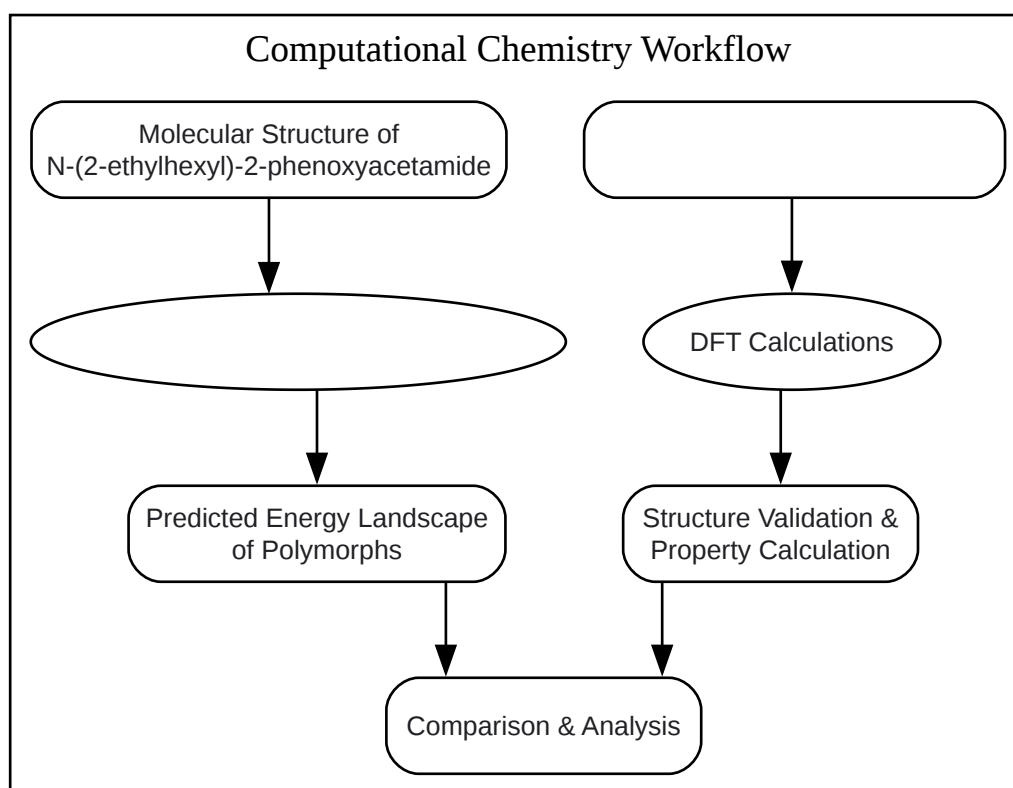 Computational Chemistry Workflow
Molecular Structure of
N-(2-ethylhexyl)-2-phenoxyacetamide
DFT Calculations
Predicted Energy Landscape
of Polymorphs
Structure Validation &
Property Calculation
Comparison & Analysis